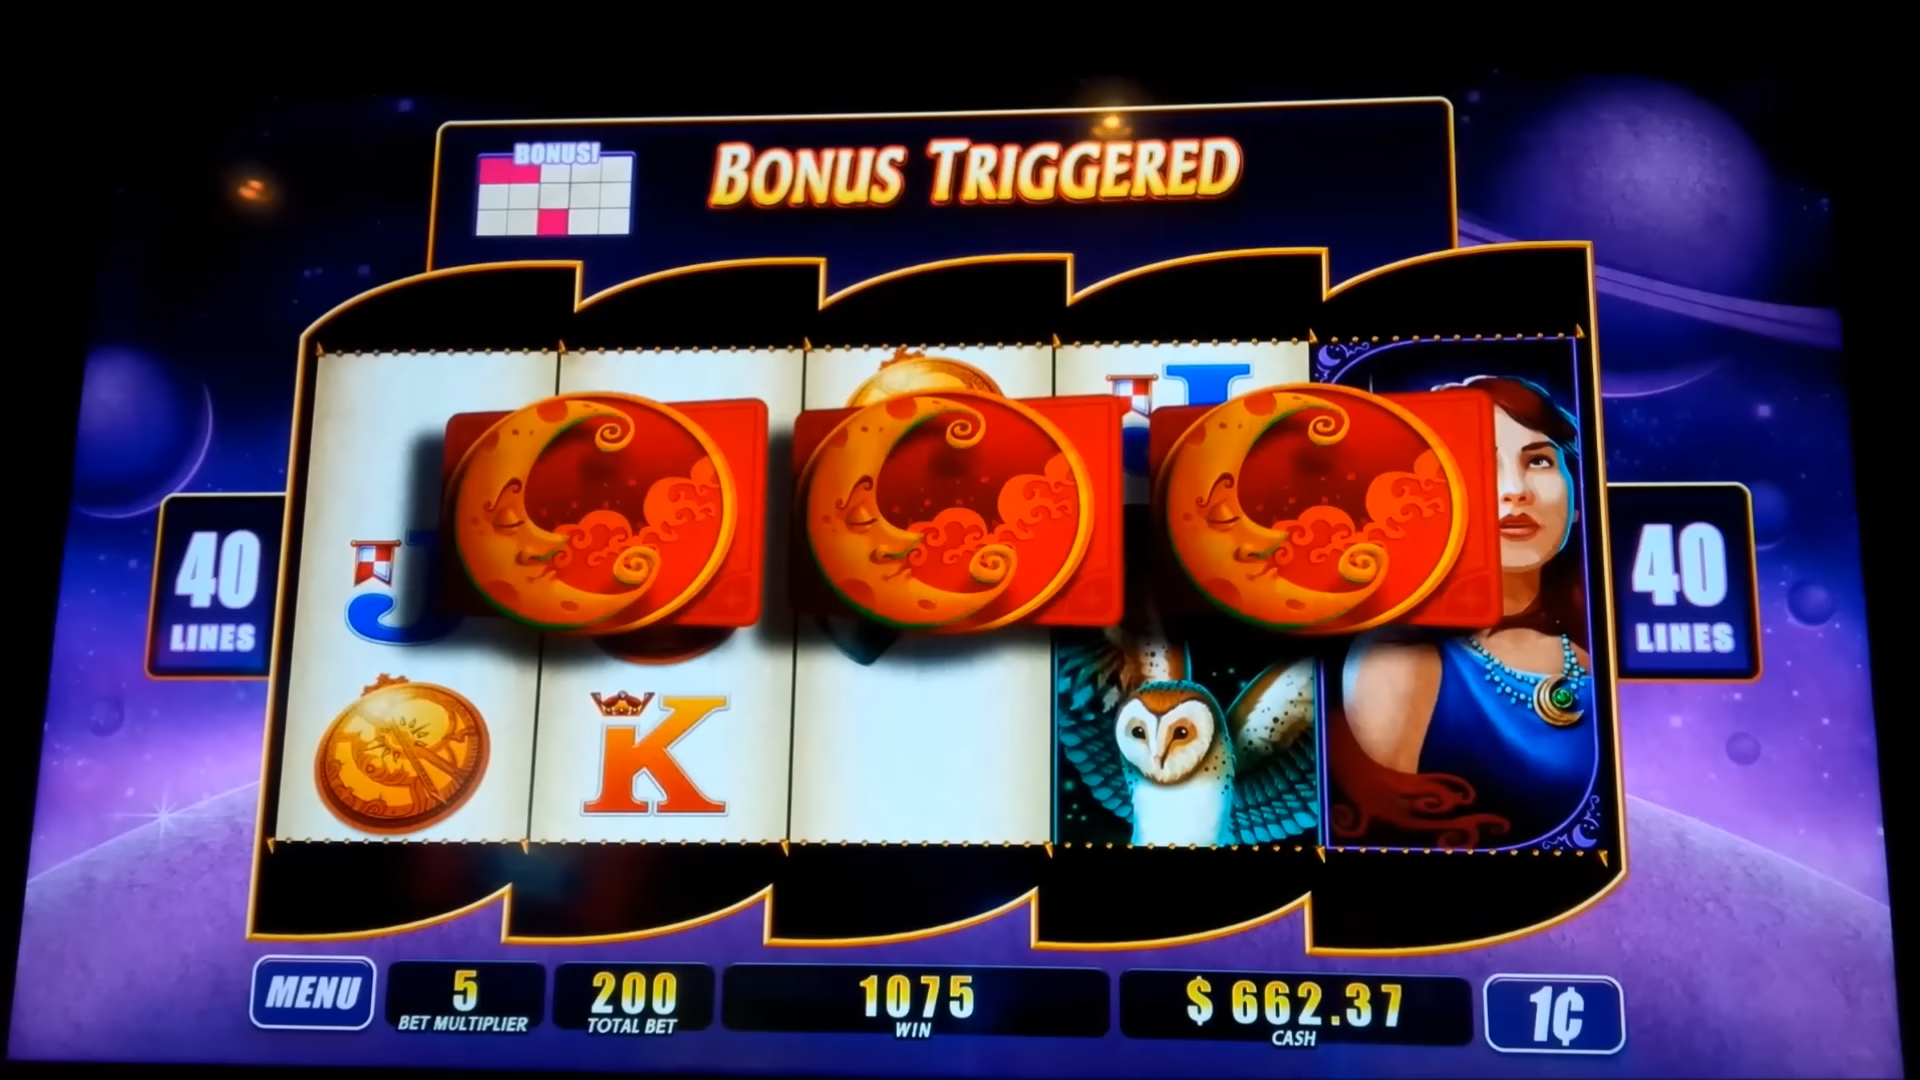 BONUS!
BONUS TRIGGERED
J
J
40
LINES
40
LINES
K
MENU
5
BET MULTIPLIER
200
TOTAL BET
1075
WIN
$ 662.37
CASH
1¢